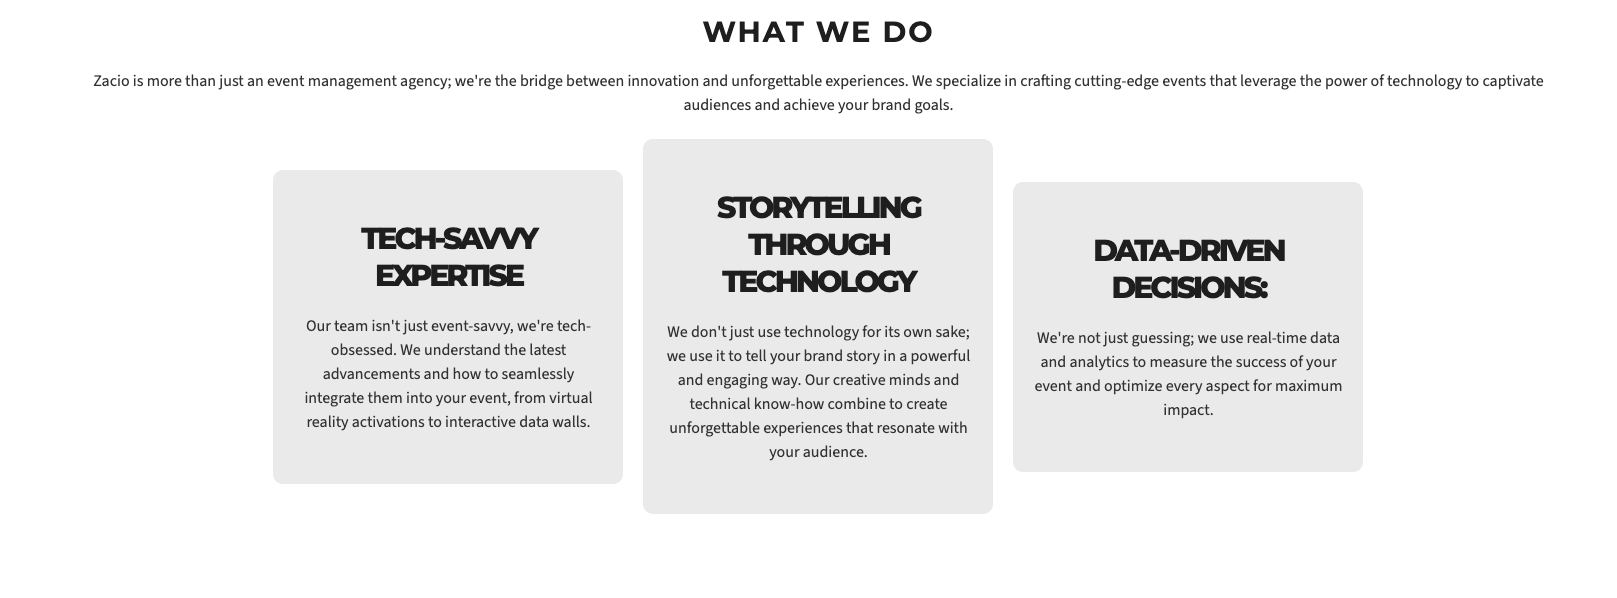 WHAT WE DO
Zacio is more than just an event management agency; we're the bridge between innovation and unforgettable experiences. We specialize in crafting cutting-edge events that leverage the power of technology to captivate
audiences and achieve your brand goals.
TECH-SAVVY
EXPERTISE
Our team isn't just event-savvy, we're tech-
obsessed. We understand the latest
advancements and how to seamlessly
integrate them into your event, from virtual
reality activations to interactive data walls.
STORYTELLING
THROUGH
TECHNOLOGY
We don't just use technology for its own sake;
we use it to tell your brand story in a powerful
and engaging way. Our creative minds and
technical know-how combine to create
unforgettable experiences that resonate with
your audience.
DATA-DRIVEN
DECISIONS:
We're not just guessing; we use real-time data
and analytics to measure the success of your
event and optimize every aspect for maximum
impact.